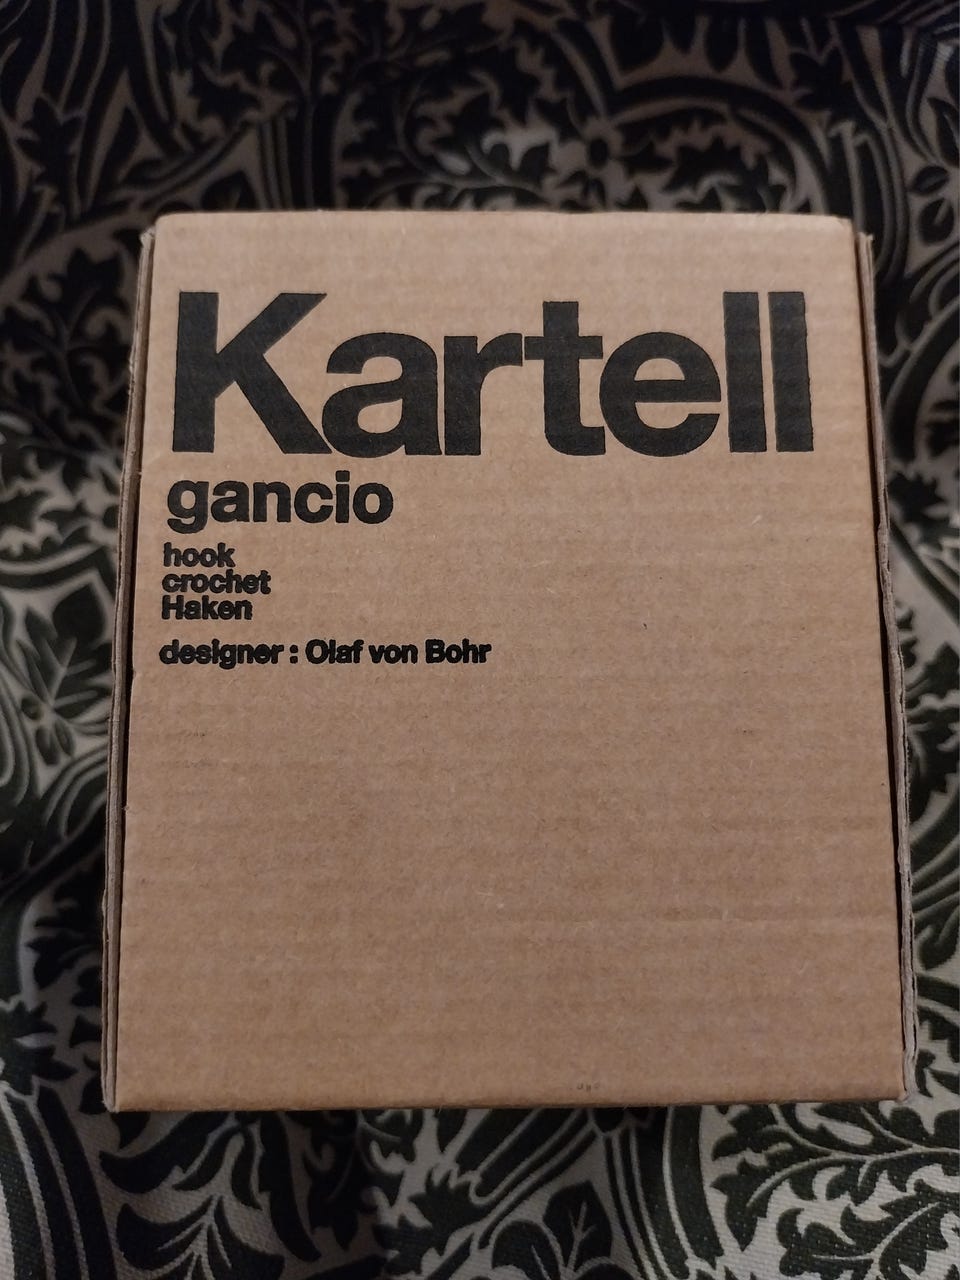 Kartell
gancio
hook
crochet
Haken
designer : Olaf von Bohr